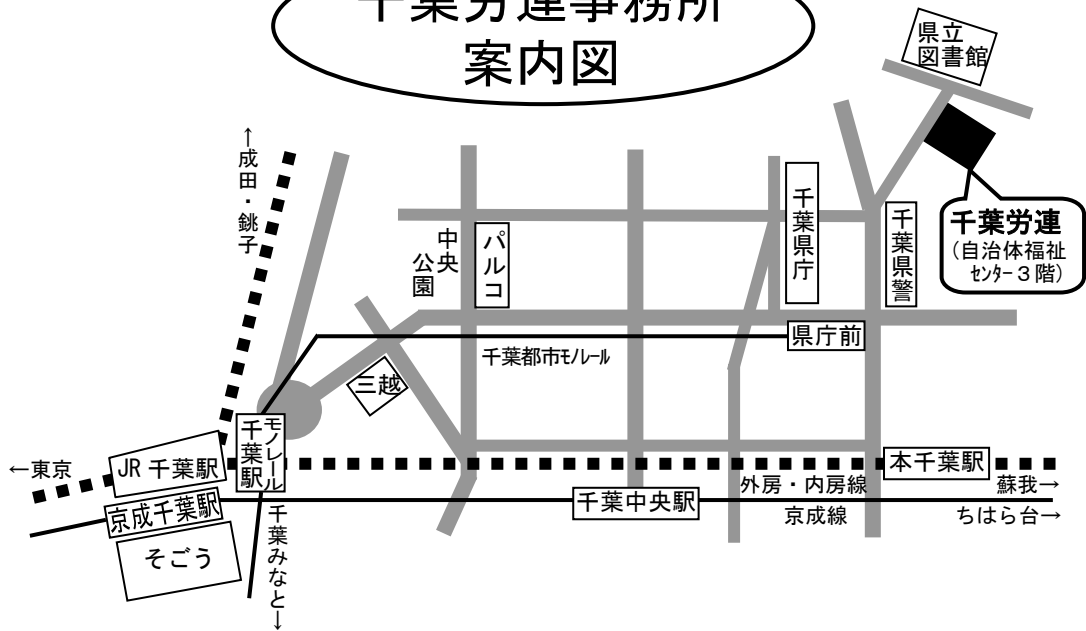 千葉労連事務所
案内図
県立
図書館
←成田・銚子
中央
公園
パルコ
千葉県庁
千葉県警
千葉労連
(自治体福祉
ｾﾝﾀｰ３階)
県庁前
千葉都市ﾓﾉﾚｰﾙ
三越
モノレール
千葉駅
←東京
JR 千葉駅
本千葉駅
外房・内房線
蘇我→
京成千葉駅
千葉中央駅
京成線
ちはら台→
そごう
千葉みなと→